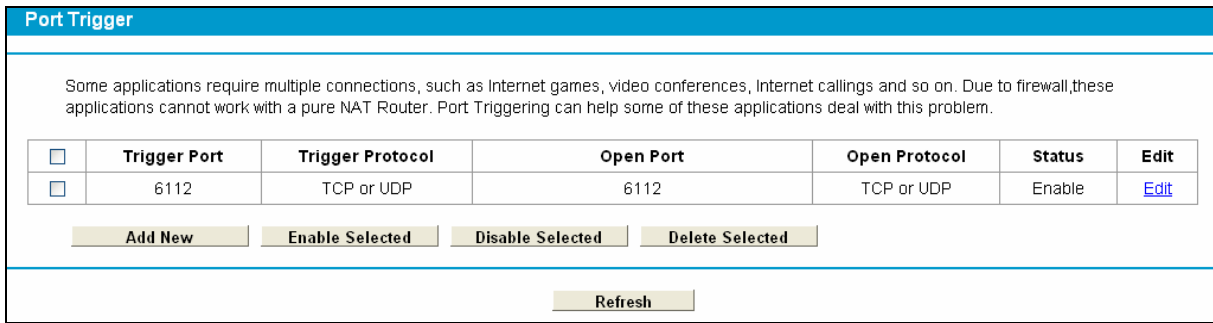 Port Trigger
Some applications require multiple connections, such as Internet games, video conferences, Internet callings and so on. Due to firewall,these
applications cannot work with a pure NAT Router. Port Triggering can help some of these applications deal with this problem.
Trigger Port Trigger Protocol Open Port Open Protocol Status Edit
6112 TCP or UDP 6112 TCP or UDP Enable Edit
Add New Enable Selected Disable Selected Delete Selected
Refresh